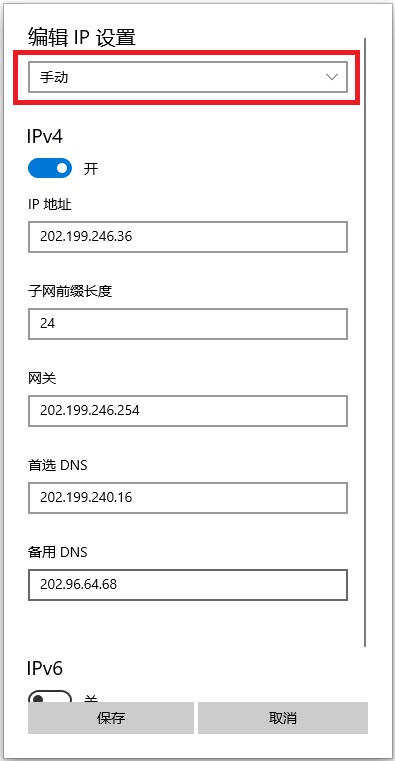 编辑 IP 设置
手动
IPv4
开
IP 地址
202.199.246.36
子网前缀长度
24
网关
202.199.246.254
首选 DNS
202.199.240.16
备用 DNS
202.96.64.68
IPv6
关
保存 取消